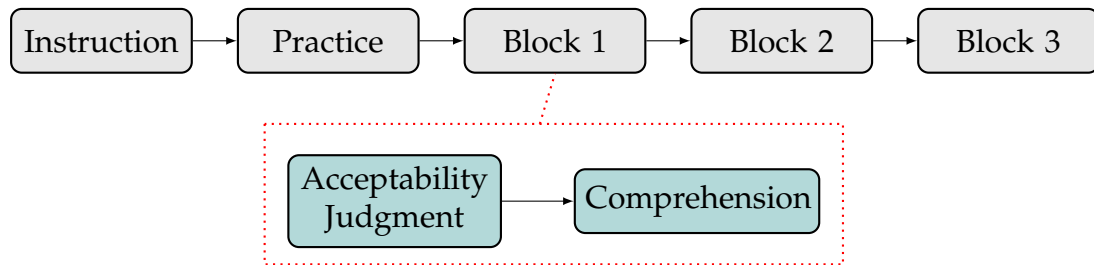 Instruction
Practice
Block 1
Block 2
Block 3
Acceptability
Judgment
Comprehension